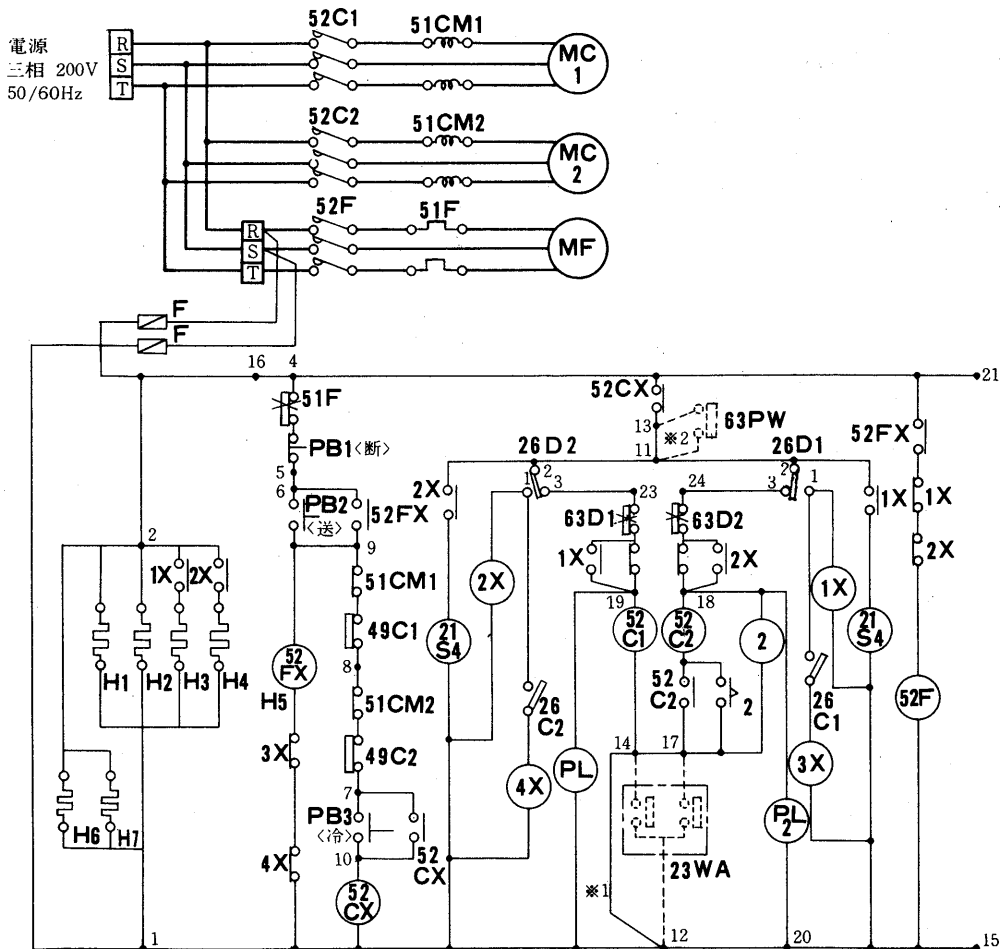 52C1
51CM1
電源
三相 200V
50/60Hz
R
S
T
MC
1
52C2
51CM2
MC
2
52F
51F
R
S
T
MF
F
F
16
4
21
51F
52CX
13
63PW
※2
11
PB1〈断〉
5
6
PB2
〈送〉
52FX
9
26D2
1
2
3
23
24
26D1
3
2
1
52FX
2X
1X
1X
2X
63D1
63D2
2
1X
2X
51CM1
1X
2X
2X
1X
49C1
19
18
52
C1
52
C2
2
21
S4
21
S4
H1
H2
H3
H4
52
FX
H5
8
51CM2
26
C2
52
C2
2
26
C1
52F
3X
49C2
14
17
4X
PL
3X
7
PB3
〈冷〉
H6
H7
PL
2
10
52
CX
4X
23WA
52
CX
※1
1
12
20
15